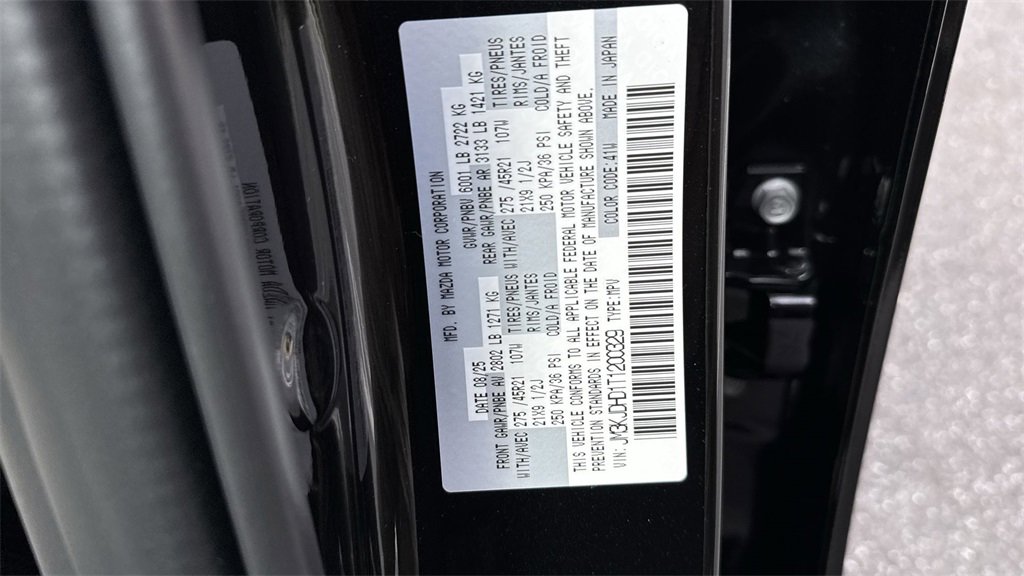 MFD. BY MAZDA MOTOR CORPORATION
DATE 08/25 GVWR/PNBV 6001 LB 2722 KG
FRONT GAWR/PNBE AU 2802 LB 1271 KG REAR GAWR/PNBE AR 3133 LB 1421 KG
WITH/AVEC 275 /45R21 107W TIRES/PNEUS WITH/AVEC 275 /45R21 107W TIRES/PNEUS
21X9 1/2J RIMS/JANTES 21X9 1/2J RIMS/JANTES
250 KPA/36 PSI COLD/A FROID 250 KPA/36 PSI COLD/A FROID
THIS VEHICLE CONFORMS TO ALL APPLICABLE FEDERAL MOTOR VEHICLE SAFETY AND THEFT
PREVENTION STANDARDS IN EFFECT ON THE DATE OF MANUFACTURE SHOWN ABOVE.
VIN: JM3KJDHD1T1200329 TYPE:MPV COLOR CODE:41W MADE IN JAPAN